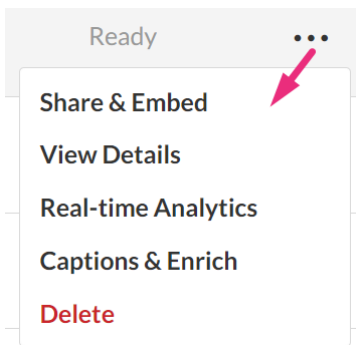 Ready
Share & Embed
View Details
Real-time Analytics
Captions & Enrich
Delete